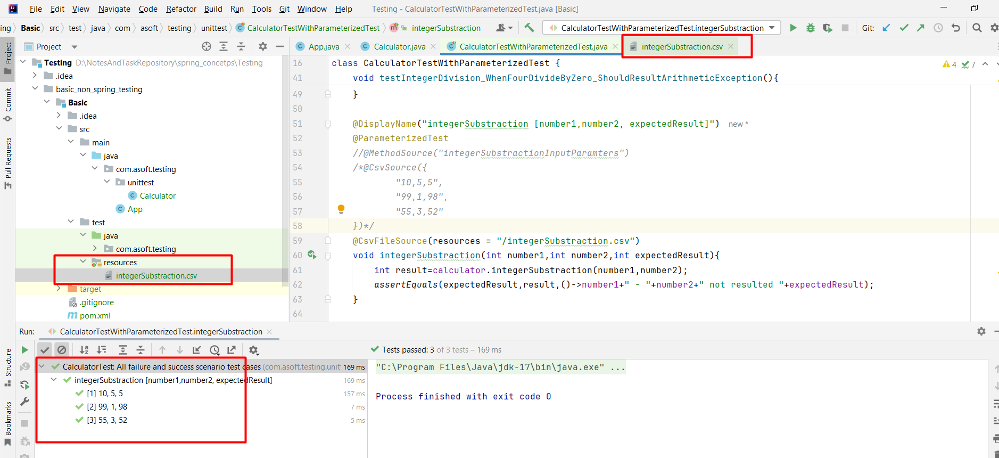 File Edit View Navigate Code Refactor Build Run Tools Git Window Help Testing - CalculatorTestWithParameterizedTest.java [Basic]
ing Basic src test java com asoft testing unittest CalculatorTestWithParameterizedTest integerSubstraction CalculatorTestWithParameterizedTest.integerSubstraction Git:
Project App.java Calculator.java CalculatorTestWithParameterizedTest.java integerSubstraction.csv
Project
Commit
Pull Requests
Structure
Bookmarks
Testing D:\NotesAndTaskRepository\spring_concetps\Testing
.idea
basic_non_spring_testing
Basic
.idea
src
main
java
com.asoft.testing
unittest
Calculator
App
test
java
com.asoft.testing
resources
integerSubstraction.csv
target
.gitignore
pom.xml
4 7
16 class CalculatorTestWithParameterizedTest {
41 void testIntegerDivision_WhenFourDivideByZero_ShouldResultArithmeticException(){
49 }
50
51 @DisplayName("integerSubstraction [number1,number2, expectedResult]") new *
52 @ParameterizedTest
53 //@MethodSource("integerSubstractionInputParamters")
54 /*@CsvSource({
55 "10,5,5",
56 "99,1,98",
57 "55,3,52"
58 })*/
59 @CsvFileSource(resources = "/integerSubstraction.csv")
60 void integerSubstraction(int number1,int number2,int expectedResult){
61 int result=calculator.integerSubstraction(number1,number2);
62 assertEquals(expectedResult,result,()->number1+" - "+number2+" not resulted "+expectedResult);
63 }
64
Run: CalculatorTestWithParameterizedTest.integerSubstraction
Tests passed: 3 of 3 tests – 169 ms
CalculatorTest: All failure and success scenario test cases (com.asoft.testing.unitt 169 ms
integerSubstraction [number1,number2, expectedResult] 169 ms
[1] 10, 5, 5 157 ms
[2] 99, 1, 98 7 ms
[3] 55, 3, 52 5 ms
"C:\Program Files\Java\jdk-17\bin\java.exe" ...
Process finished with exit code 0